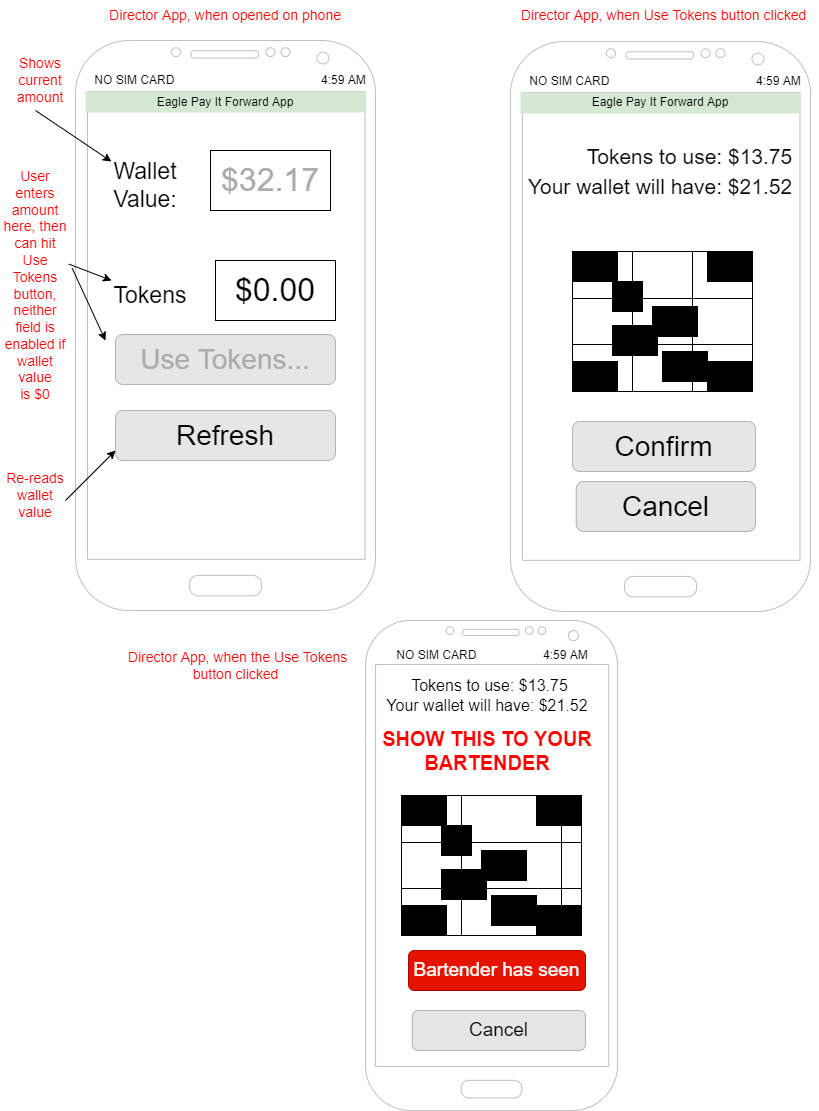 Director App, when opened on phone
Shows
current
amount
NO SIM CARD
4:59 AM
Eagle Pay It Forward App
Wallet
Value:
$32.17
User
enters
amount
here, then
can hit
Use
Tokens
button,
neither
field is
enabled if
wallet
value
is $0
Tokens
$0.00
Use Tokens...
Refresh
Re-reads
wallet
value
Director App, when Use Tokens button clicked
NO SIM CARD
4:59 AM
Eagle Pay It Forward App
Tokens to use: $13.75
Your wallet will have: $21.52
Confirm
Cancel
Director App, when the Use Tokens
button clicked
NO SIM CARD
4:59 AM
Tokens to use: $13.75
Your wallet will have: $21.52
SHOW THIS TO YOUR
BARTENDER
Bartender has seen
Cancel